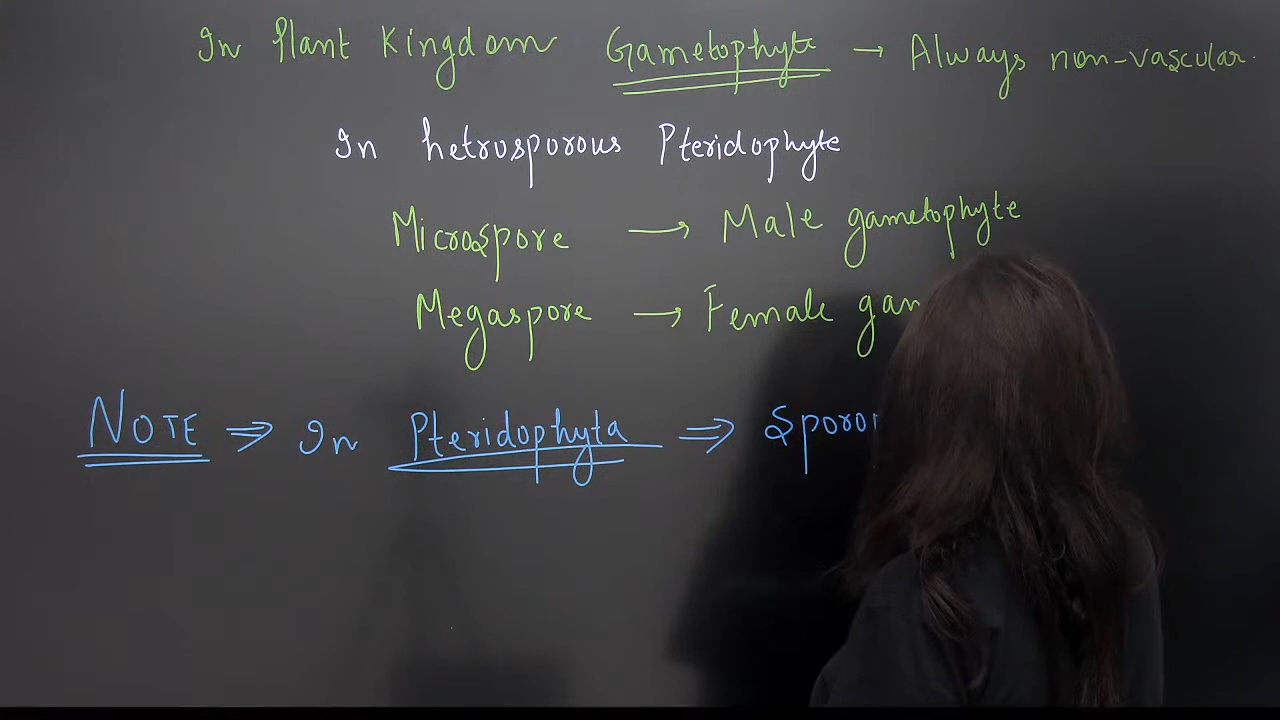 In Plant Kingdom Gametophyte → Always non-vascular.
In hetrosporous Pteridophyte
Microspore → Male gametophyte
Megaspore → Female
NOTE ⇒ In Pteridophyta ⇒